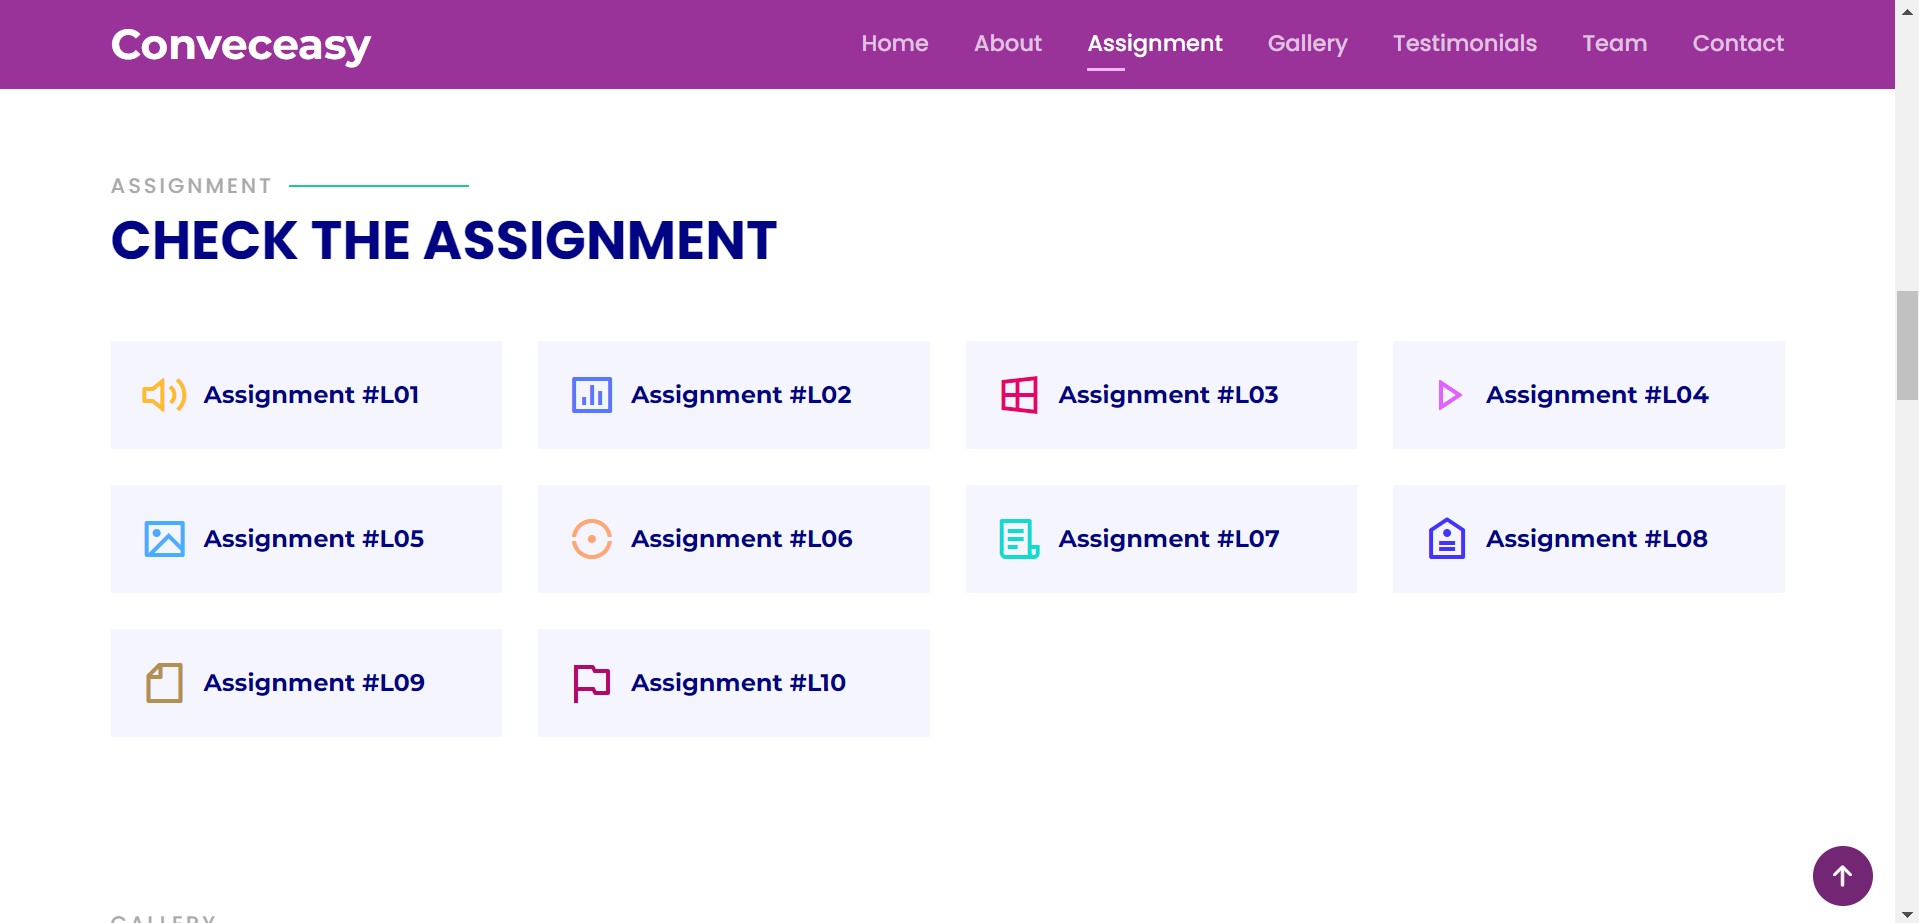 Conveceasy
Home About Assignment Gallery Testimonials Team Contact
ASSIGNMENT
CHECK THE ASSIGNMENT
Assignment #L01
Assignment #L02
Assignment #L03
Assignment #L04
Assignment #L05
Assignment #L06
Assignment #L07
Assignment #L08
Assignment #L09
Assignment #L10
GALLERY